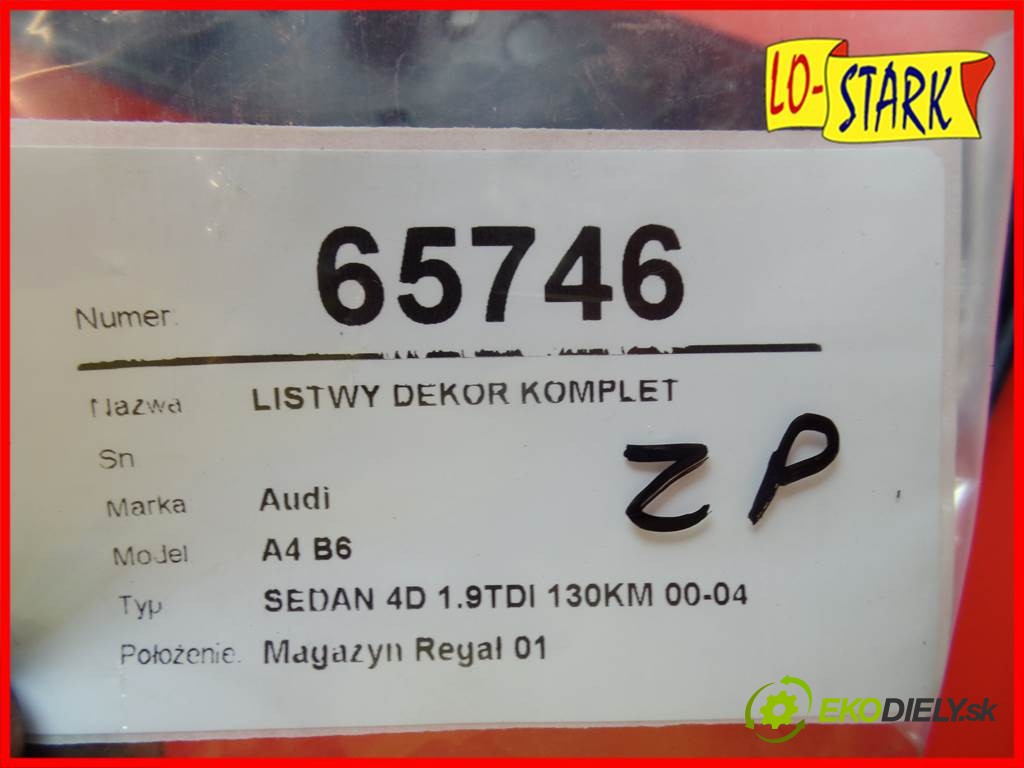 LO-STARK
Numer: 65746
Nazwa LISTWY DEKOR KOMPLET
Sn
ZP
Marka Audi
Model A4 B6
Typ SEDAN 4D 1.9TDI 130KM 00-04
Położenie: Magazyn Regał 01
EKODIELY.sk